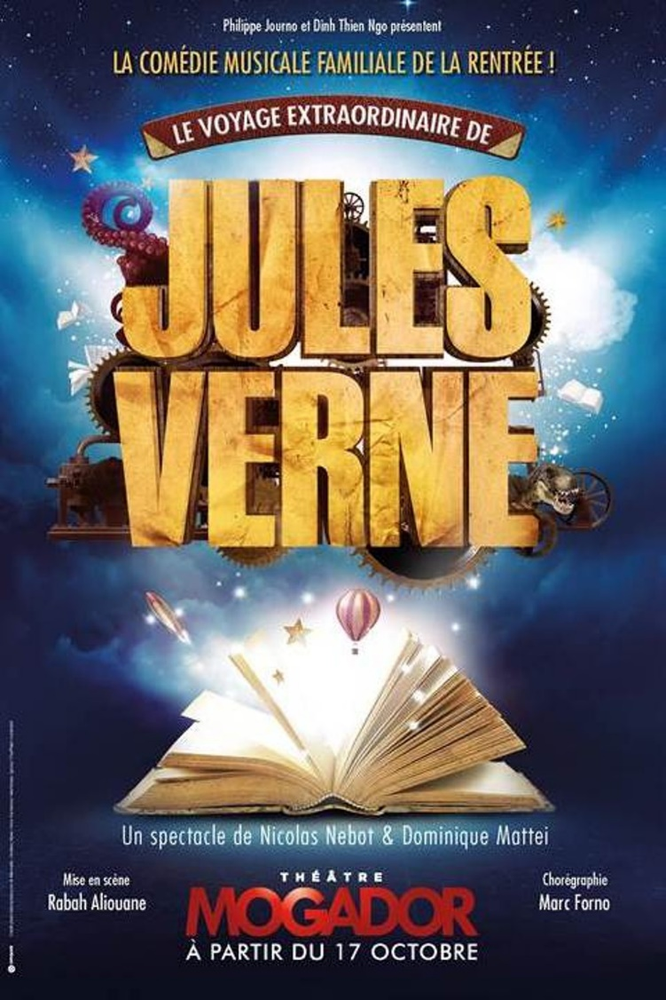 Philippe Journo et Dinh Thien Ngo présentent
LA COMÉDIE MUSICALE FAMILIALE DE LA RENTRÉE !
LE VOYAGE EXTRAORDINAIRE DE
JULES
VERNE
Un spectacle de Nicolas Nebot & Dominique Mattei
Mise en scène
Rabah Aliouane
THÉÂTRE
MOGADOR
À PARTIR DU 17 OCTOBRE
Chorégraphie
Marc Forno